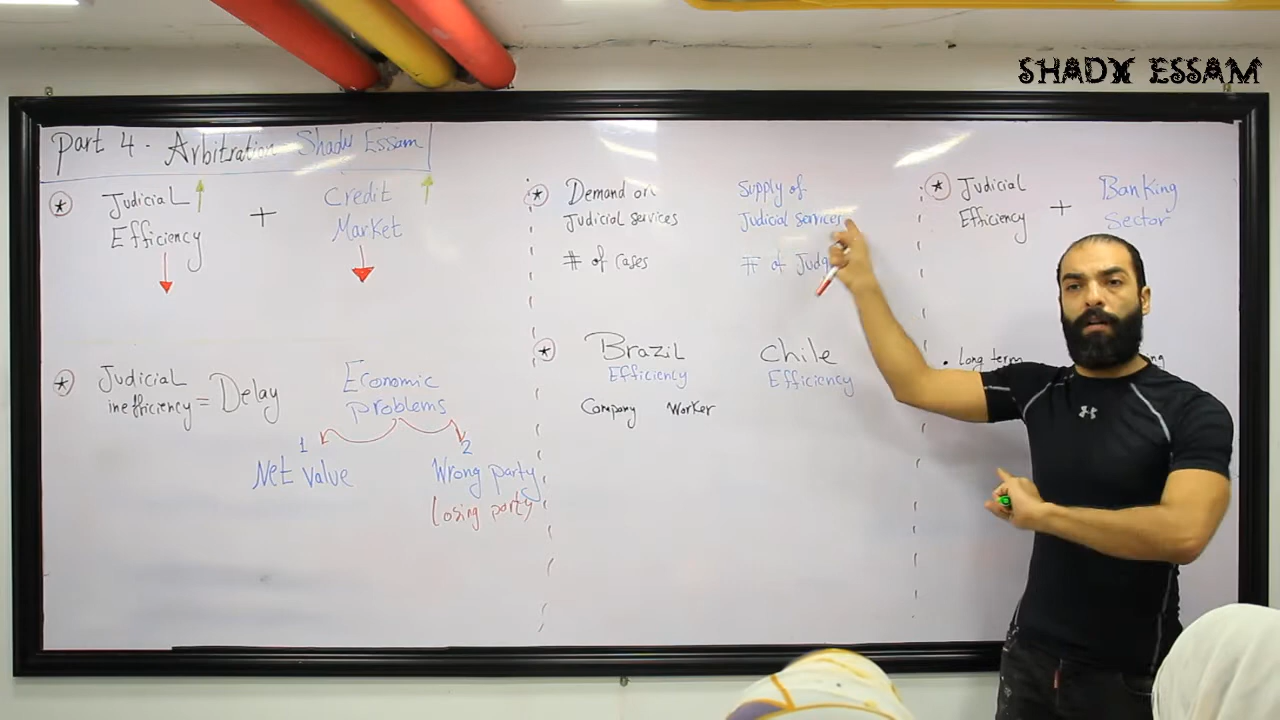 SHADY ESSAM
Part 4 - Arbitration Shady Essam
Judicial
Efficiency
+
Credit
Market
Judicial
inefficiency = Delay
Economic
problems
1
Net value
2
Wrong party
Losing party
Demand on
Judicial services
# of cases
Supply of
Judicial services
# of Judg
Brazil
Efficiency
Company Worker
Chile
Efficiency
Judicial
Efficiency
+
Banking
Sector
• Long term